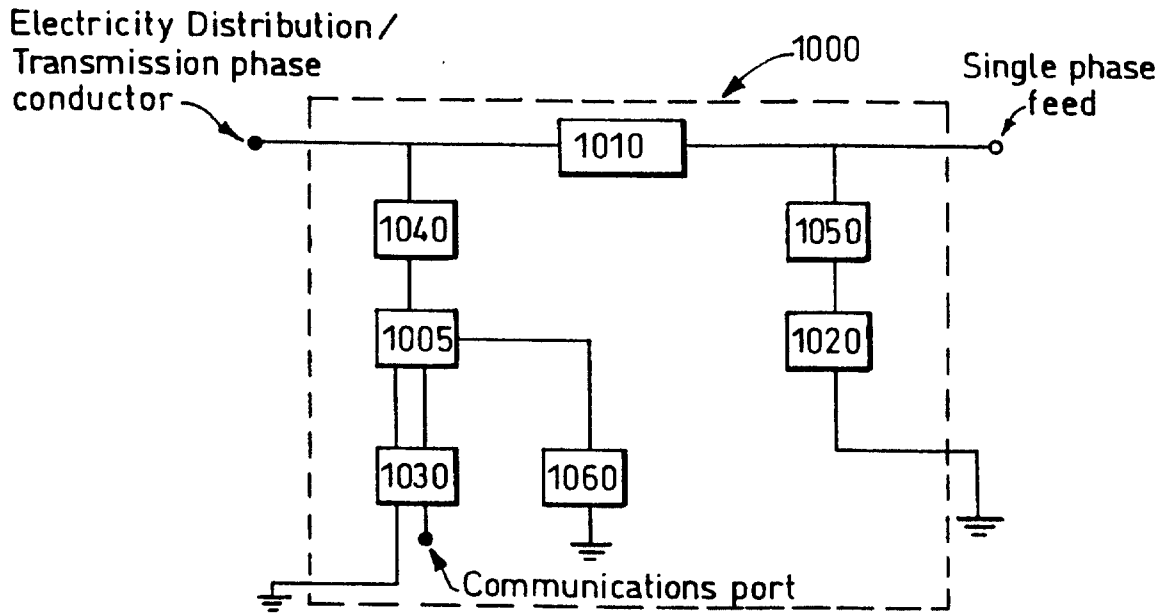 Electricity Distribution/
Transmission phase
conductor
1000
Single phase
feed
1010
1040
1050
1005
1020
1030
1060
Communications port